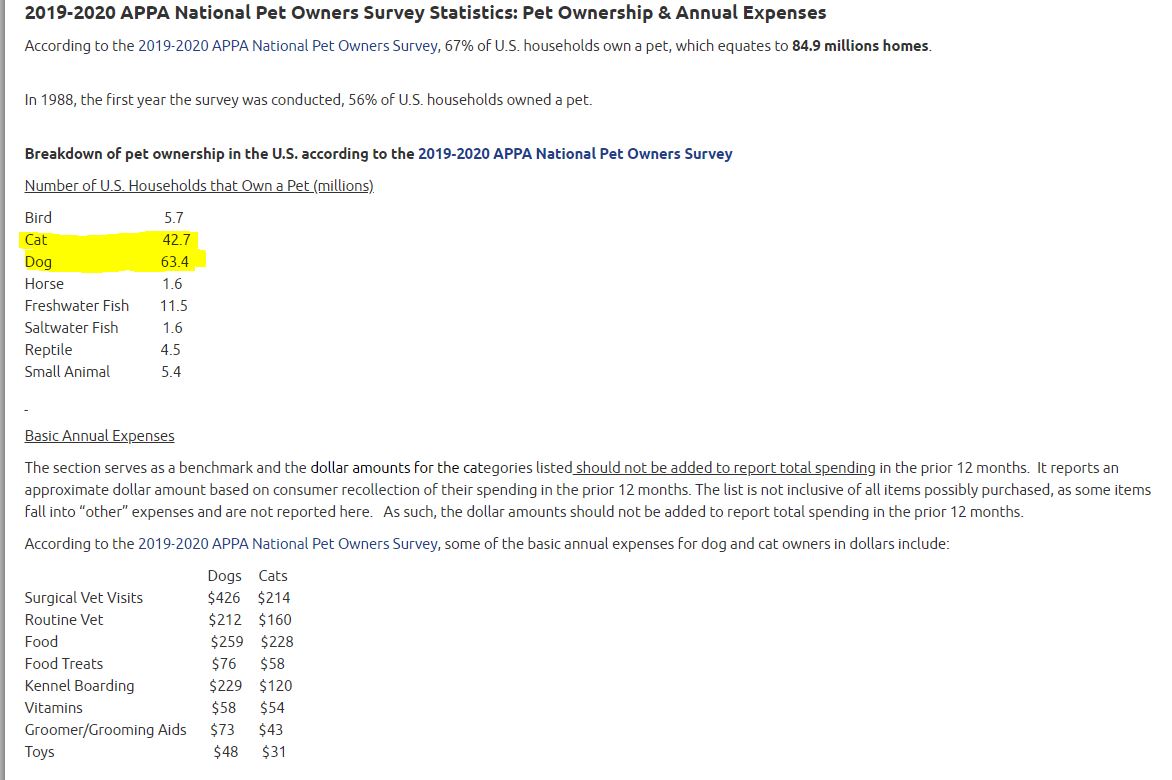 2019-2020 APPA National Pet Owners Survey Statistics: Pet Ownership & Annual Expenses
According to the 2019-2020 APPA National Pet Owners Survey, 67% of U.S. households own a pet, which equates to 84.9 millions homes.
In 1988, the first year the survey was conducted, 56% of U.S. households owned a pet.
Breakdown of pet ownership in the U.S. according to the 2019-2020 APPA National Pet Owners Survey
Number of U.S. Households that Own a Pet (millions)
Bird 5.7
Cat 42.7
Dog 63.4
Horse 1.6
Freshwater Fish 11.5
Saltwater Fish 1.6
Reptile 4.5
Small Animal 5.4
-
Basic Annual Expenses
The section serves as a benchmark and the dollar amounts for the categories listed should not be added to report total spending in the prior 12 months. It reports an
approximate dollar amount based on consumer recollection of their spending in the prior 12 months. The list is not inclusive of all items possibly purchased, as some items
fall into “other” expenses and are not reported here. As such, the dollar amounts should not be added to report total spending in the prior 12 months.
According to the 2019-2020 APPA National Pet Owners Survey, some of the basic annual expenses for dog and cat owners in dollars include:
Dogs Cats
Surgical Vet Visits $426 $214
Routine Vet $212 $160
Food $259 $228
Food Treats $76 $58
Kennel Boarding $229 $120
Vitamins $58 $54
Groomer/Grooming Aids $73 $43
Toys $48 $31